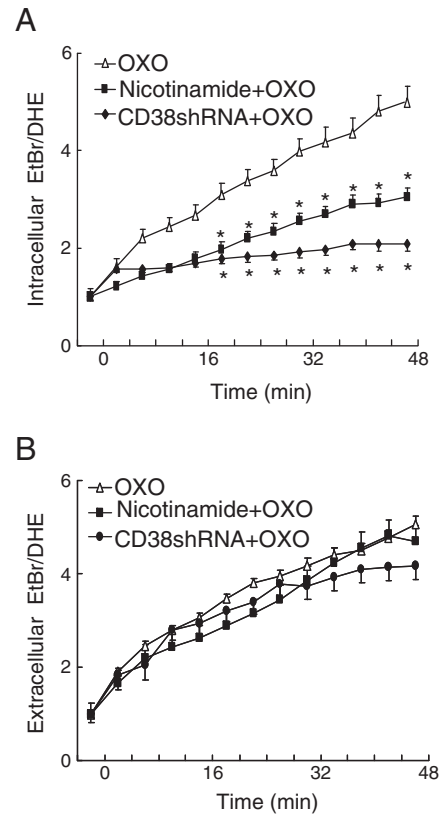 A
6
OXO
Nicotinamide+OXO
CD38shRNA+OXO
4
2
0
Intracellular EtBr/DHE
* * * * * *
* * * * * * *
0 16 32 48
Time (min)
B
6
OXO
Nicotinamide+OXO
CD38shRNA+OXO
4
2
0
Extracellular EtBr/DHE
0 16 32 48
Time (min)